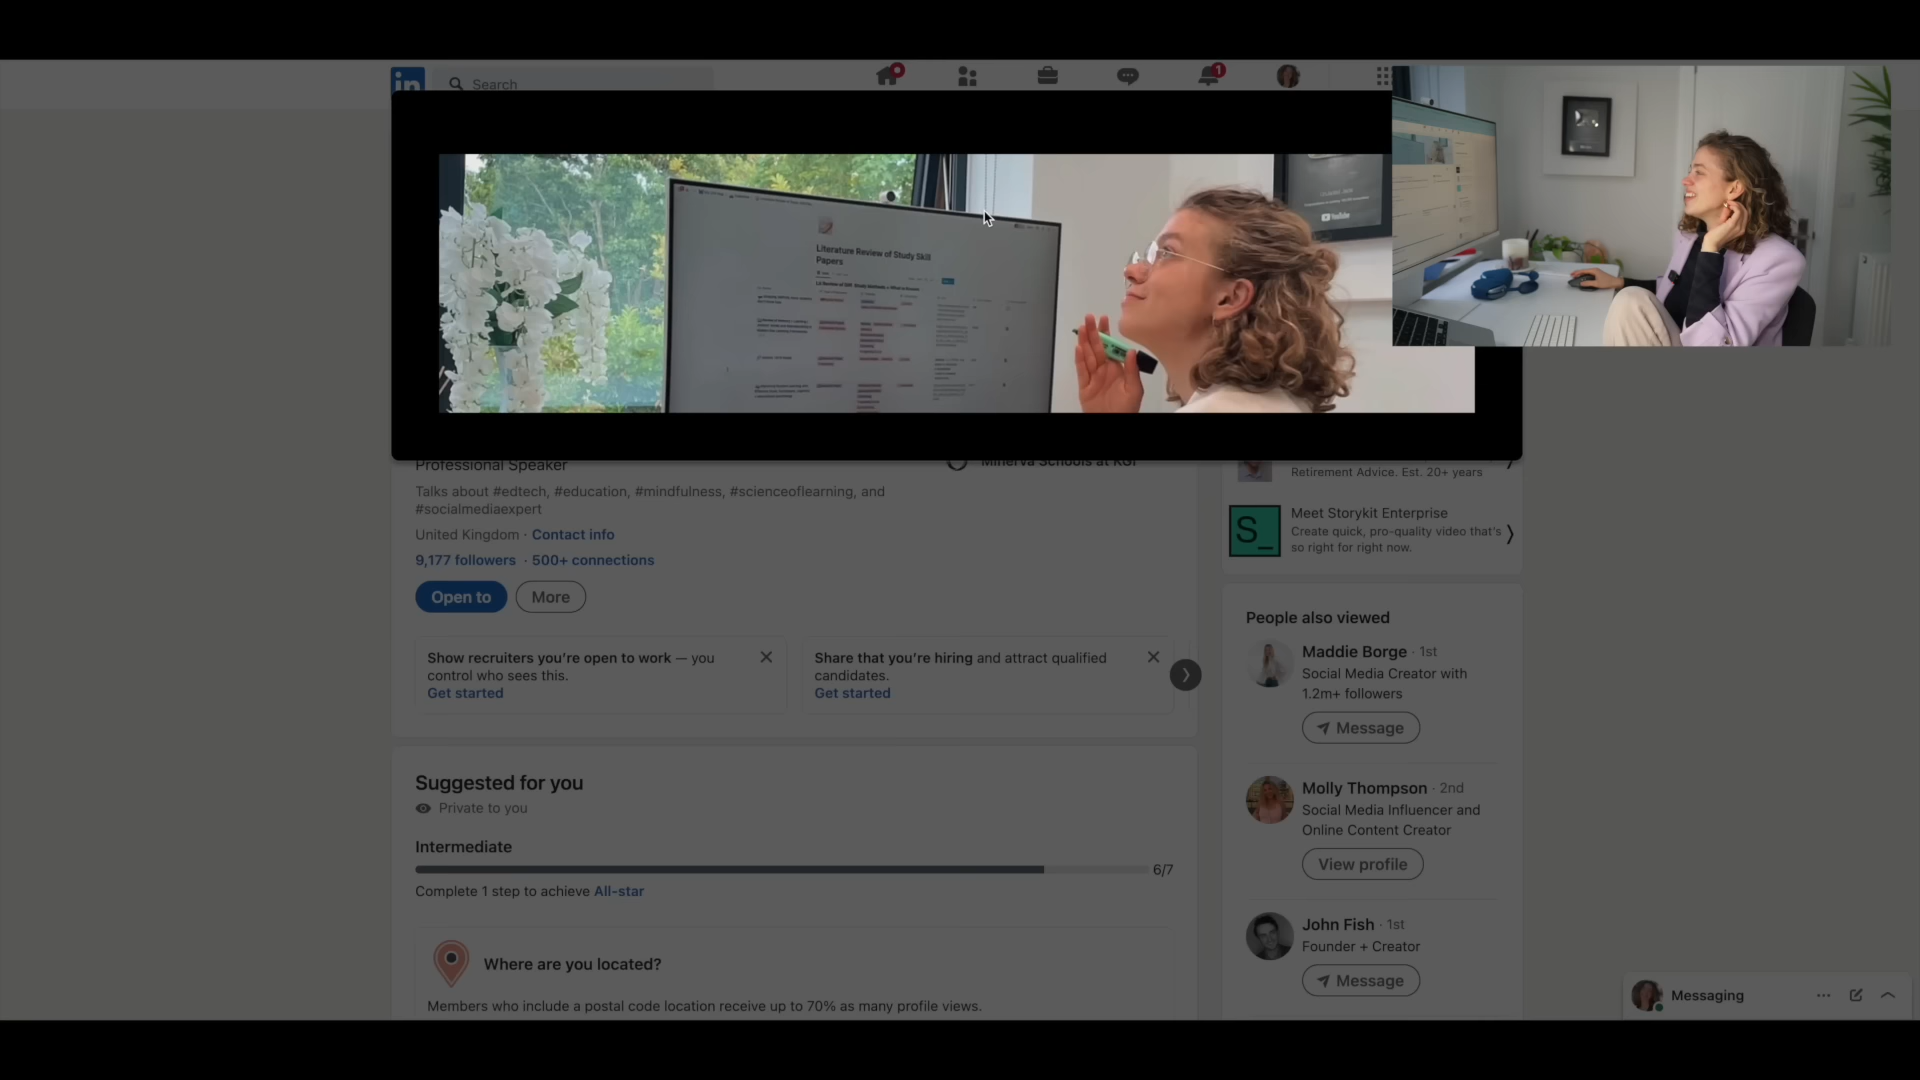 in
Search
1
Literature Review of Study Skill
Papers
YouTube
Professional Speaker
Minerva Schools at KGI
Talks about #edtech, #education, #mindfulness, #scienceoflearning, and
#socialmediaexpert
United Kingdom · Contact info
9,177 followers · 500+ connections
Open to
More
Show recruiters you're open to work — you
control who sees this.
Get started
Share that you're hiring and attract qualified
candidates.
Get started
Suggested for you
Private to you
Intermediate
6/7
Complete 1 step to achieve All-star
Where are you located?
Members who include a postal code location receive up to 70% as many profile views.
Retirement Advice. Est. 20+ years
S_
Meet Storykit Enterprise
Create quick, pro-quality video that's
so right for right now.
People also viewed
Maddie Borge · 1st
Social Media Creator with
1.2m+ followers
Message
Molly Thompson · 2nd
Social Media Influencer and
Online Content Creator
View profile
John Fish · 1st
Founder + Creator
Message
Messaging